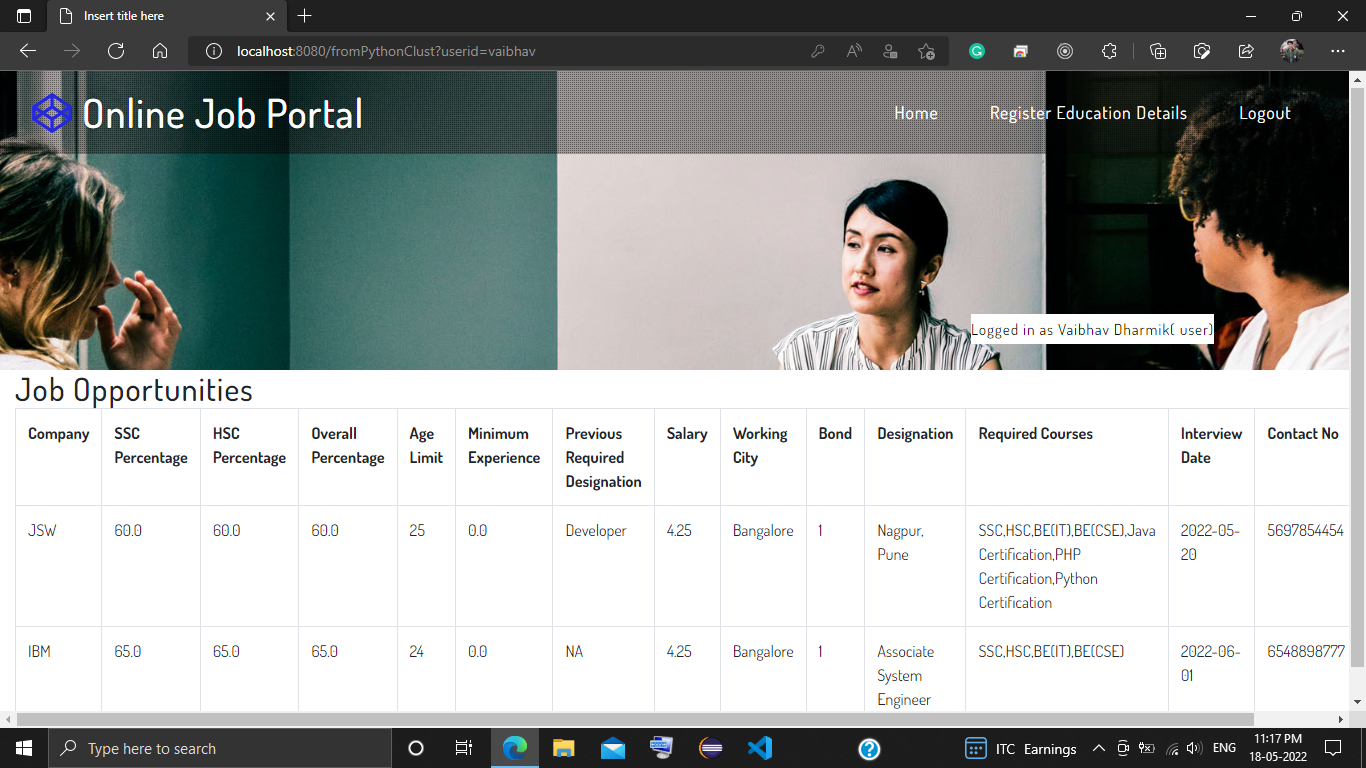 Insert title here
localhost:8080/fromPythonClust?userid=vaibhav
Online Job Portal
Home
Register Education Details
Logout
Logged in as Vaibhav Dharmik( user)
Job Opportunities
Company
SSC
Percentage
HSC
Percentage
Overall
Percentage
Age
Limit
Minimum
Experience
Previous
Required
Designation
Salary
Working
City
Bond
Designation
Required Courses
Interview
Date
Contact No
JSW
60.0
60.0
60.0
25
0.0
Developer
4.25
Bangalore
1
Nagpur,
Pune
SSC,HSC,BE(IT),BE(CSE),Java
Certification,PHP
Certification,Python
Certification
2022-05-
20
5697854454
IBM
65.0
65.0
65.0
24
0.0
NA
4.25
Bangalore
1
Associate
System
Engineer
SSC,HSC,BE(IT),BE(CSE)
2022-06-
01
6548898777
Type here to search
ITC Earnings
ENG
11:17 PM
18-05-2022